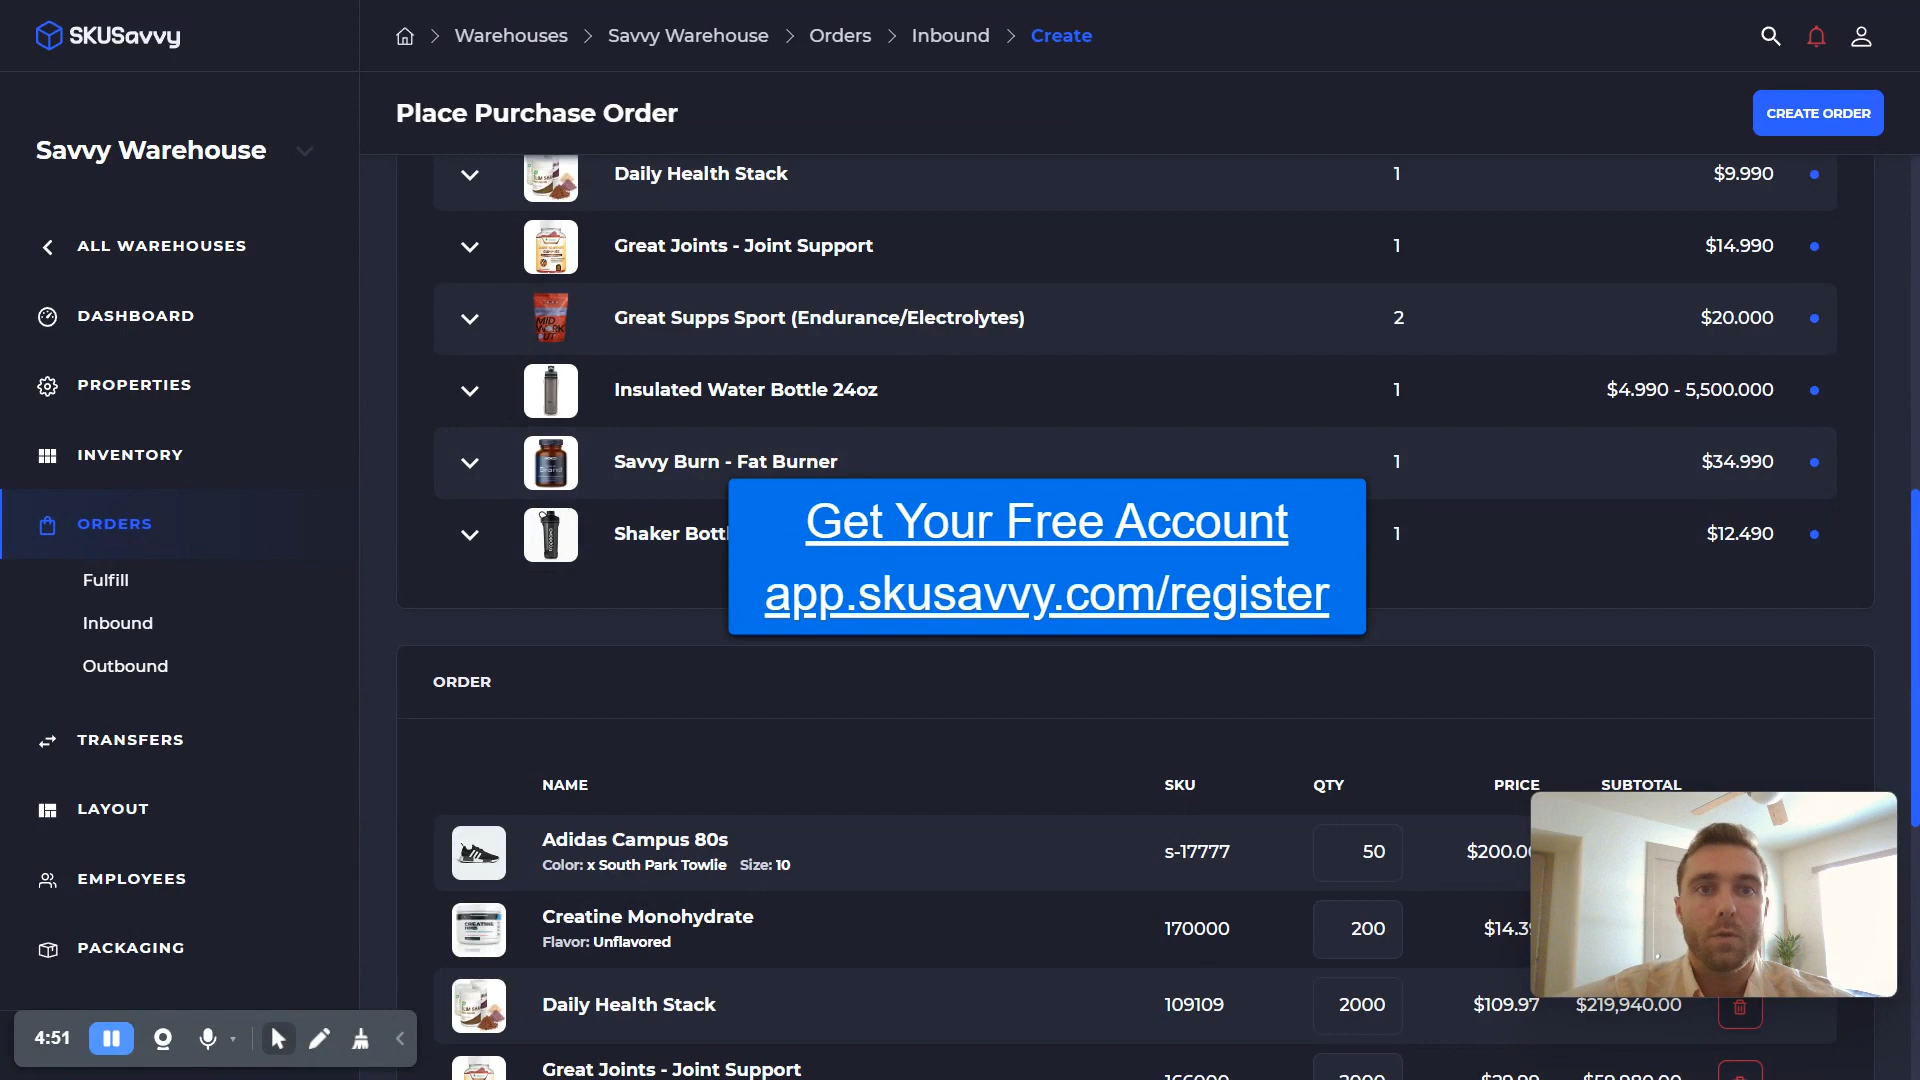 SKUSavvy
Warehouses
Savvy Warehouse
Orders
Inbound
Create
Place Purchase Order
CREATE ORDER
Savvy Warehouse
ALL WAREHOUSES
DASHBOARD
PROPERTIES
INVENTORY
ORDERS
Fulfill
Inbound
Outbound
TRANSFERS
LAYOUT
EMPLOYEES
PACKAGING
Daily Health Stack 1 $9.990
Great Joints - Joint Support 1 $14.990
Great Supps Sport (Endurance/Electrolytes) 2 $20.000
Insulated Water Bottle 24oz 1 $4.990 - 5,500.000
Savvy Burn - Fat Burner 1 $34.990
Shaker 1 $12.490
Get Your Free Account
app.skusavvy.com/register
ORDER
NAME SKU QTY PRICE SUBTOTAL
Adidas Campus 80s
Color: x South Park Towlie Size: 10
s-17777 50
Creatine Monohydrate
Flavor: Unflavored
170000 200
Daily Health Stack 109109 2000 $109.97 $219,940.00
Great Joints - Joint Support
4:51